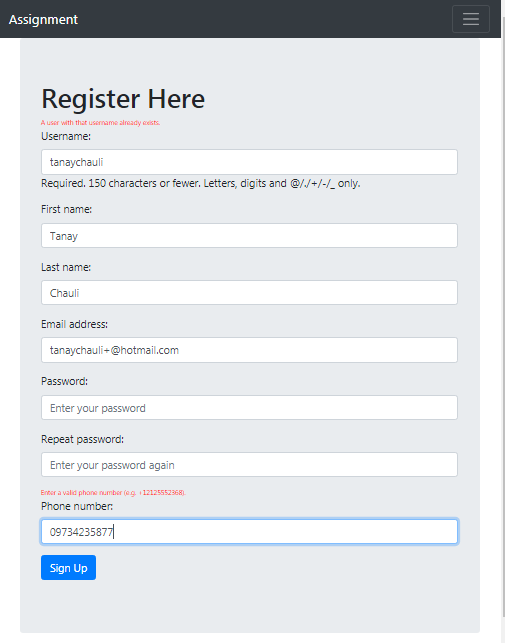 Assignment
Register Here
A user with that username already exists.
Username:
tanaychauli
Required. 150 characters or fewer. Letters, digits and @/./+/-/_ only.
First name:
Tanay
Last name:
Chauli
Email address:
tanaychauli+@hotmail.com
Password:
Enter your password
Repeat password:
Enter your password again
Enter a valid phone number (e.g. +12125552368).
Phone number:
09734235877
Sign Up